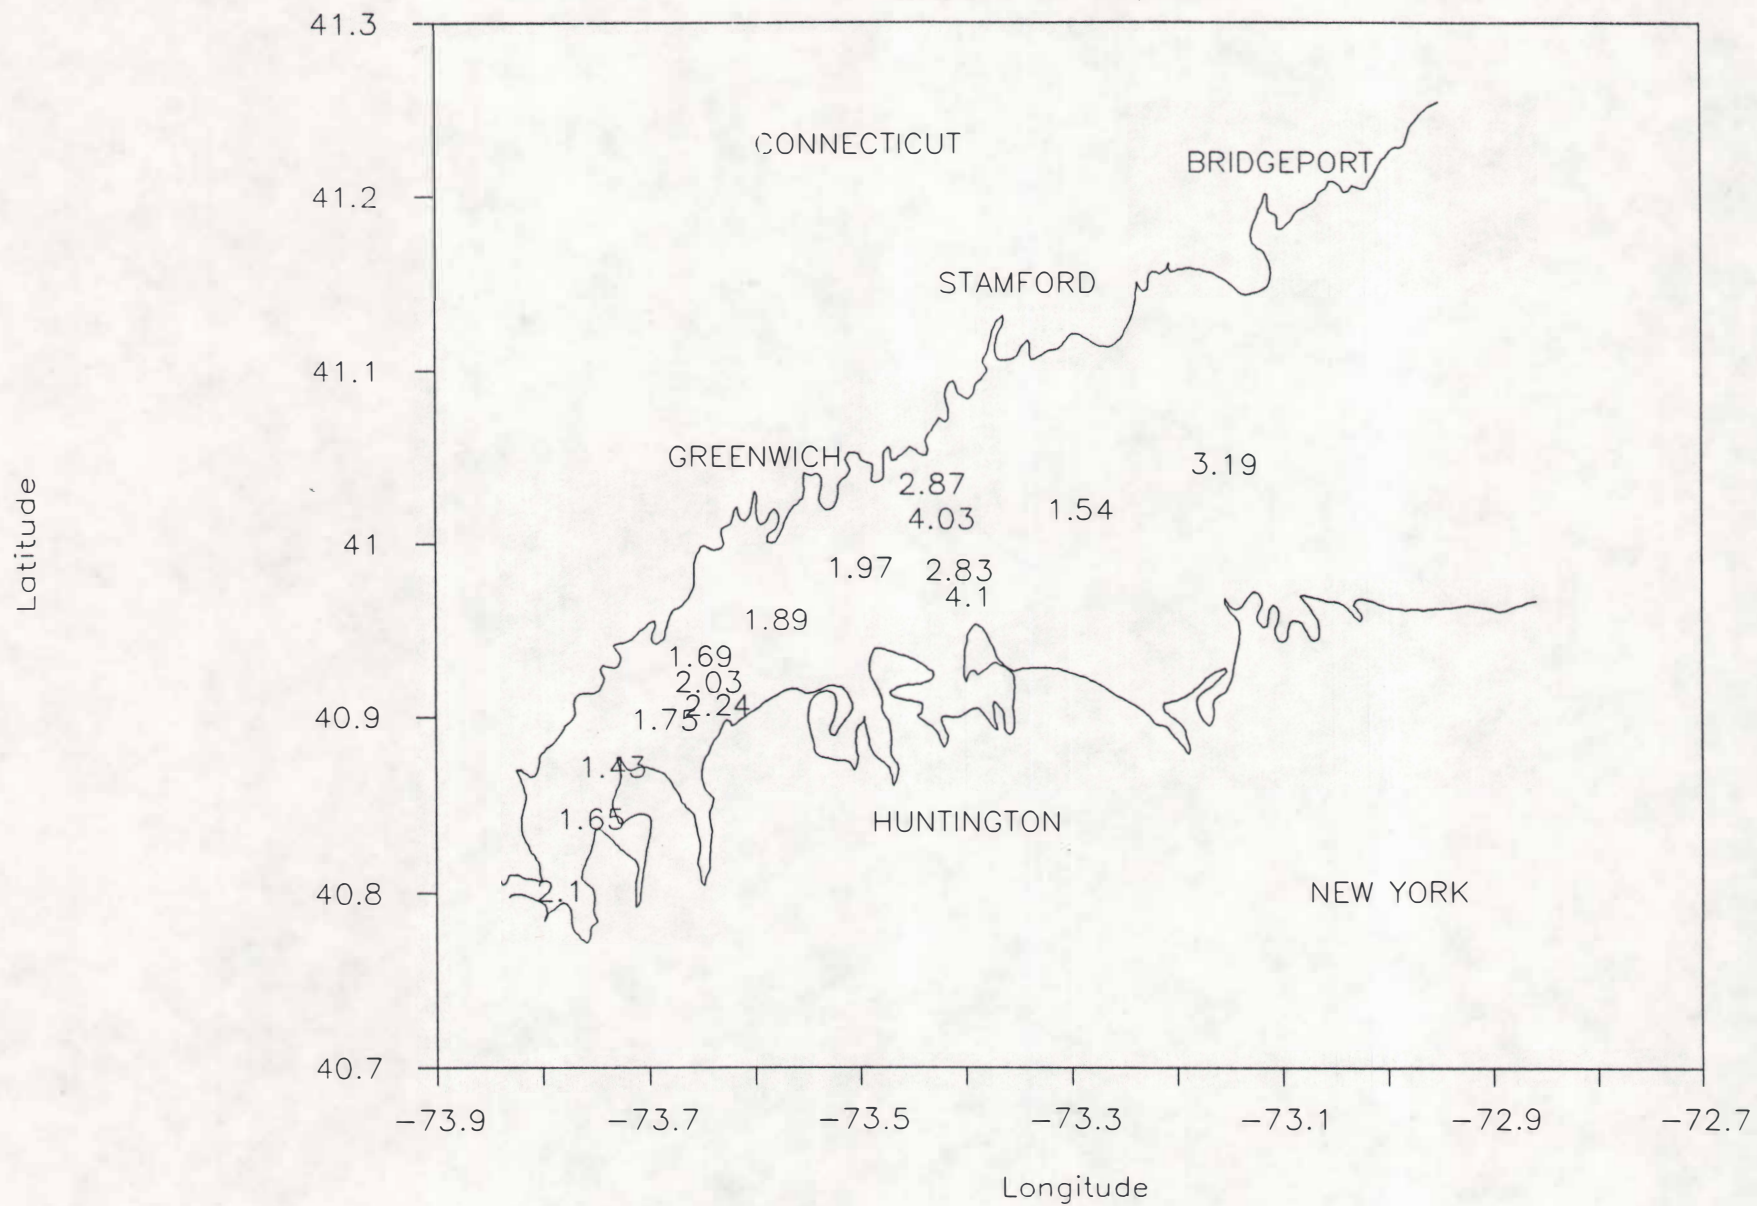 41.3
CONNECTICUT
BRIDGEPORT
41.2
STAMFORD
41.1
GREENWICH
3.19
2.87
1.54
4.03
Latitude
41
1.97
2.83
4.1
1.89
1.69
2.03
2.24
40.9
1.75
1.43
1.65
HUNTINGTON
40.8
2.1
NEW YORK
40.7
-73.9 -73.7 -73.5 -73.3 -73.1 -72.9 -72.7
Longitude